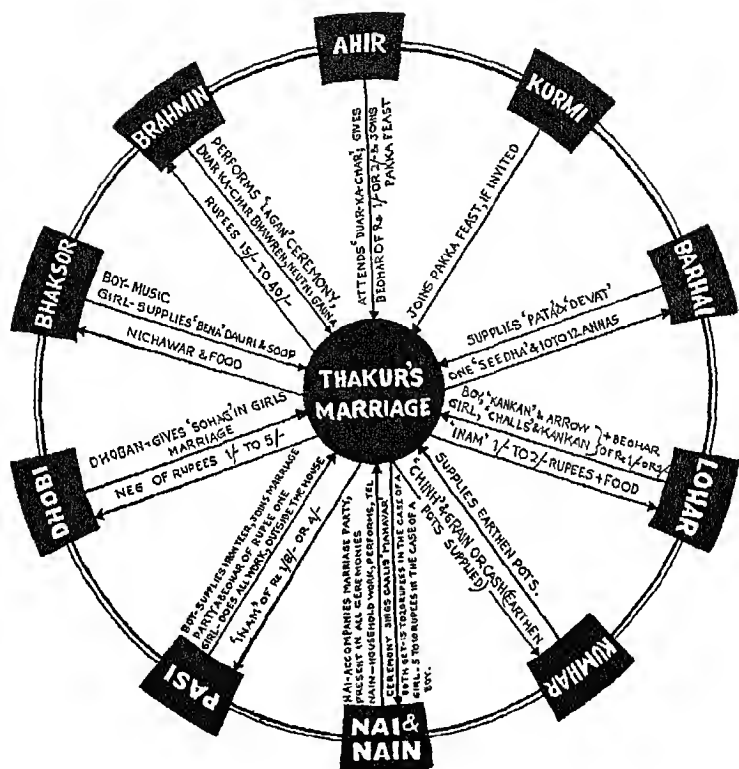 AHIR
ATTENDS 'DUAR-KA-CHAR'; GIVES
BEOHAR OF Re 1/- OR 2/- & JOINS
PAKKA FEAST
KURMI
JOINS PAKKA FEAST, IF INVITED
BARHAI
SUPPLIES 'PATA' & 'DEVAT'
ONE 'SEEDHA' & 10 TO 12 ANNAS
LOHAR
BOY, 'KANKAN' & ARROW
GIRL, 'CHALLS' & KANKAN
+ BEOHAR
OF Re 1/- OR 2/-
'INAM' 1/- TO 2/- RUPEES + FOOD
KUMHAR
SUPPLIES EARTHEN POTS.
'CHINH' & GRAIN OR CASH (EARTHEN
POTS SUPPLIED)
NAI &
NAIN
NAI-ACCOMPANIES MARRIAGE PARTY,
PRESENT IN ALL CEREMONIES
NAIN-HOUSEHOLD WORK, PERFORMS, TEL
CEREMONY SINGS CALLS 'MAHAVAR'
BOTH GET-15 TO 20 RUPEES IN THE CASE OF A
GIRL. 5 TO 10 RUPEES IN THE CASE OF A
BOY.
PASI
BOY-SUPPLIES JOINS MARRIAGE
PARTY & BEOHAR OF RUPEE ONE
GIRL-DOES ALL WORK, OUTSIDE THE HOUSE
'INAM' OF Re 1/8/- OR 4/-
DHOBI
DHOBAN-GIVES 'SOHAG' IN GIRLS
MARRIAGE
NEG OF RUPEES 1/- TO 5/-
BHAKSOR
BOY-MUSIC
GIRL-SUPPLIES 'BENA' DAURI & SOOP
NICHAWAR & FOOD
BRAHMIN
PERFORMS 'LAGAN' CEREMONY,
DUAR-KA-CHAR BHAWREN, NEUTNI, GAUN
RUPEES 15/- TO 40/-
THAKUR'S
MARRIAGE